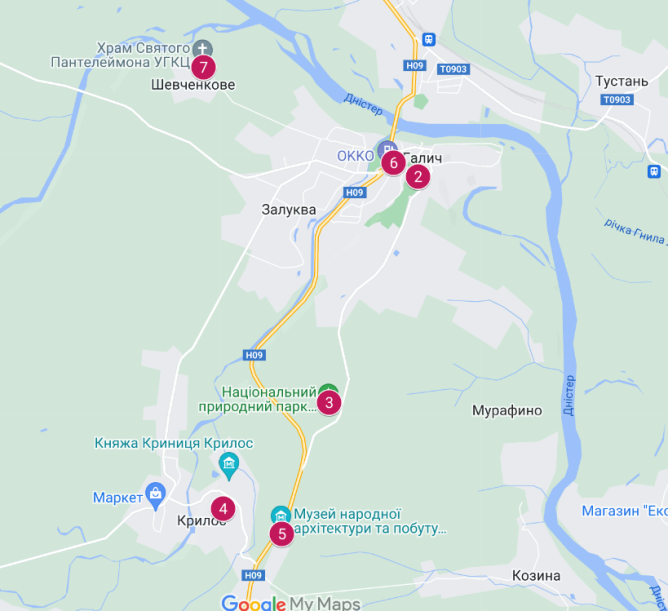 Храм Святого
Пантелеймона УГКЦ
7
Шевченкове
H09
T0903
Тустань
T0903
Дністер
ОККО
6
Галич
2
H09
Залуква
річка Гнила
H09
Національний
природний парк...
3
Дністер
Мурафино
Княжа Криниця Крилос
Маркет
4
Крилос
Музей народної
архітектури та побуту...
5
Магазин "Екс
H09
Козина
Google My Maps